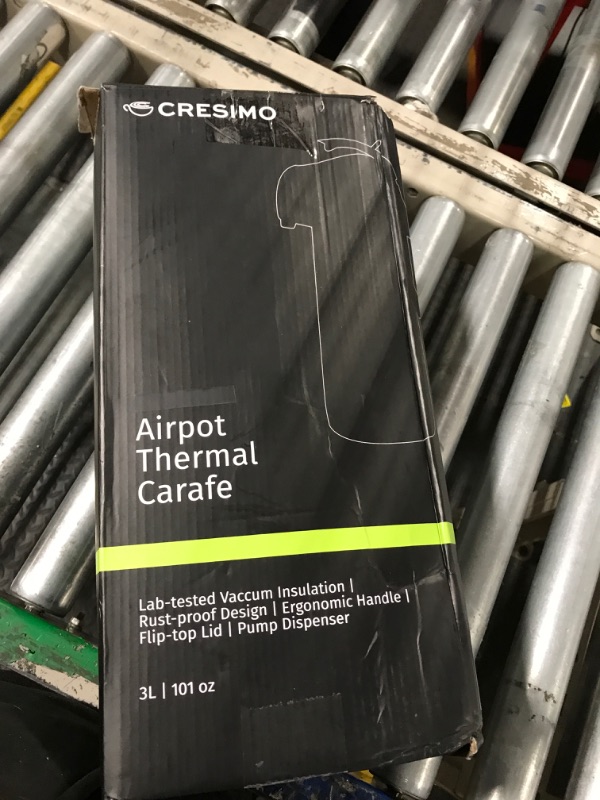 CRESIMO
Airpot
Thermal
Carafe
Lab-tested Vaccum Insulation |
Rust-proof Design | Ergonomic Handle |
Flip-top Lid | Pump Dispenser
3L | 101 oz